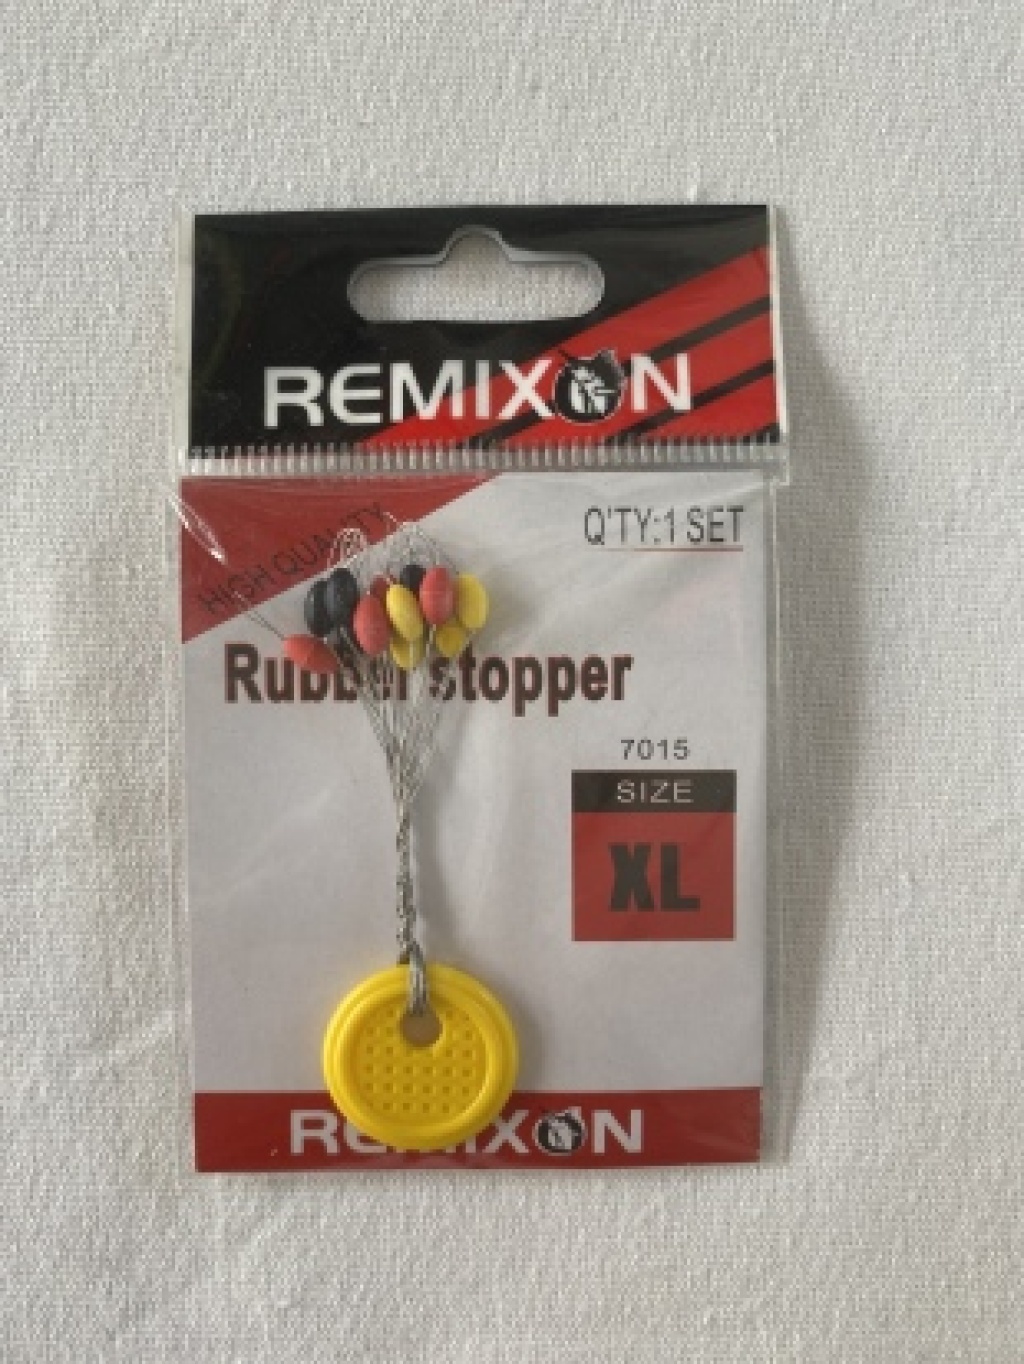 REMIXON
HIGH QUALITY
Q'TY:1 SET
Rubber stopper
7015
SIZE
XL
REMIXON